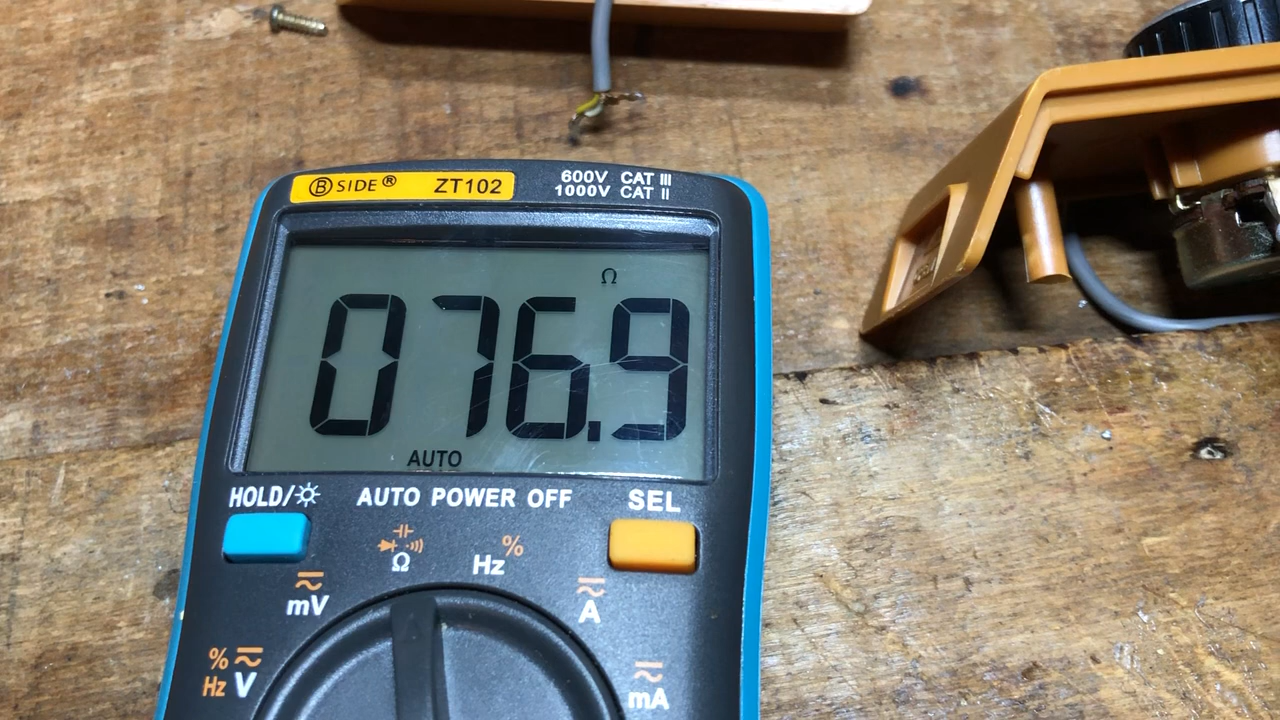 B SIDE® ZT102
600V CAT III
1000V CAT II
Ω
076.9
AUTO
HOLD/ AUTO POWER OFF SEL
Ω
Hz %
mV
A
% Hz V
mA